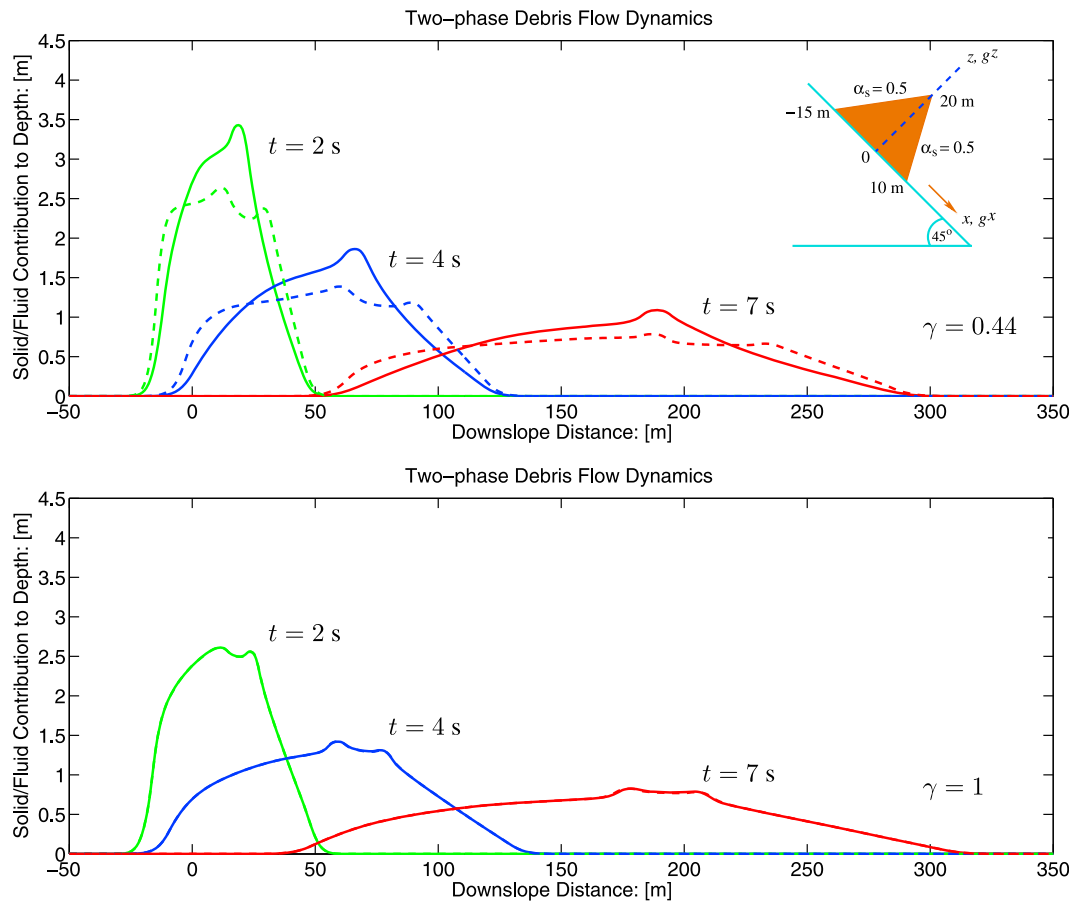 Two−phase Debris Flow Dynamics
Solid/Fluid Contribution to Depth: [m]
4.5
4
3.5
3
2.5
2
1.5
1
0.5
0
t = 2 s
t = 4 s
t = 7 s
γ = 0.44
z, g^z
α_s = 0.5
20 m
−15 m
α_s = 0.5
0
10 m
x, g^x
45°
−50 0 50 100 150 200 250 300 350
Downslope Distance: [m]
Two−phase Debris Flow Dynamics
Solid/Fluid Contribution to Depth: [m]
4.5
4
3.5
3
2.5
2
1.5
1
0.5
0
t = 2 s
t = 4 s
t = 7 s
γ = 1
−50 0 50 100 150 200 250 300 350
Downslope Distance: [m]